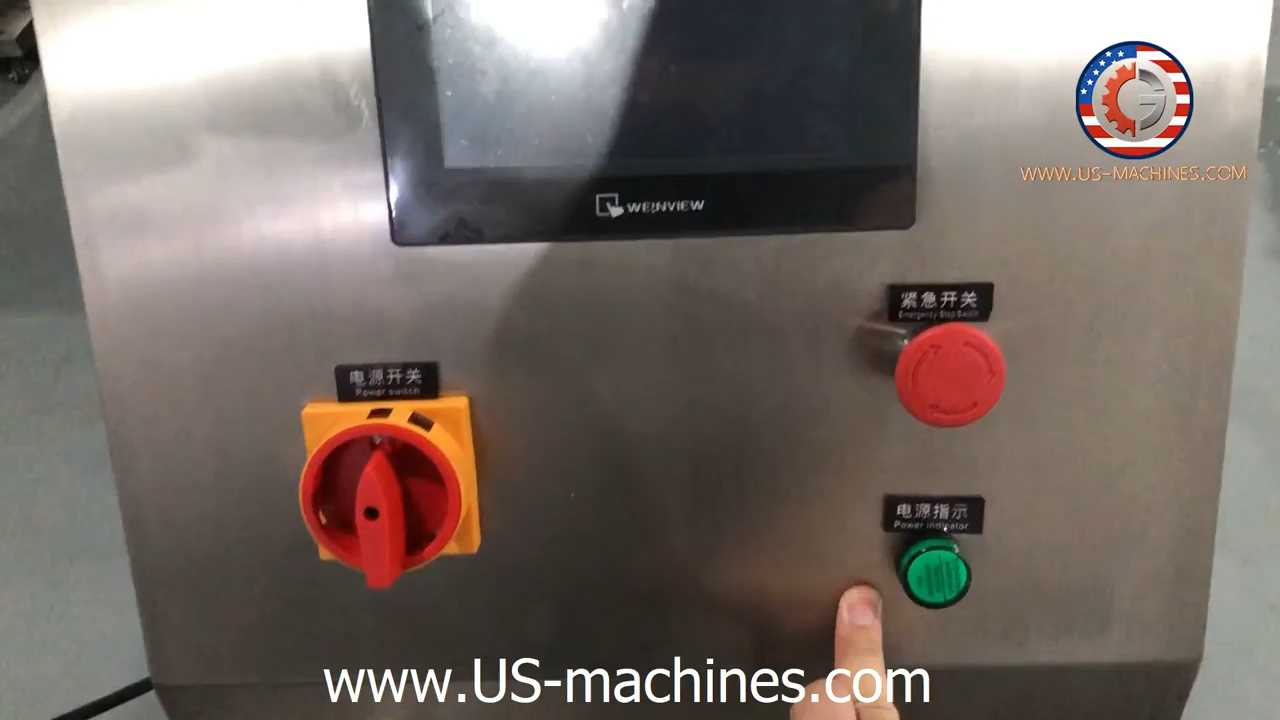 WWW.US-MACHINES.COM
WEINVIEW
紧急开关
Emergency Stop Switch
电源开关
Power switch
电源指示
Power indicator
www.US-machines.com